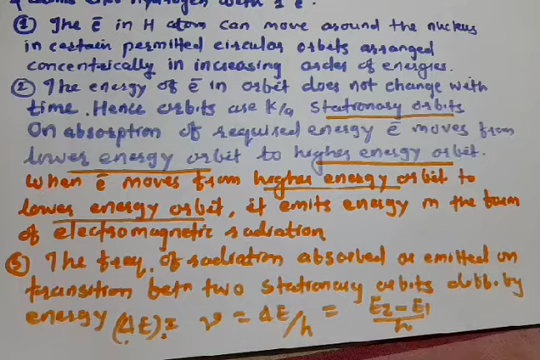 hydrogen with 1 e⁻.
① The ē in H atom can move around the nucleus
in certain permitted circular orbits arranged
concentrically in increasing order of energies.
② The energy of ē in orbit does not change with
time. Hence orbits are K/a stationary orbits
On absorption of required energy ē moves from
lower energy orbit to higher energy orbit.
When ē moves from higher energy orbit to
lower energy orbit, it emits energy in the form
of electromagnetic radiation
③ The freq. of radiation absorbed or emitted on
transition betn two stationary orbits by
energy (ΔE) ν = ΔE/h = E₂-E₁/h